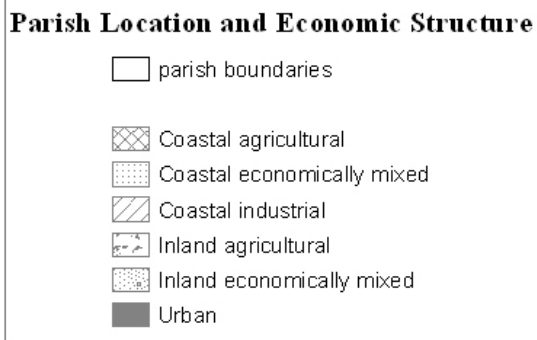 Parish Location and Economic Structure
parish boundaries
Coastal agricultural
Coastal economically mixed
Coastal industrial
Inland agricultural
Inland economically mixed
Urban